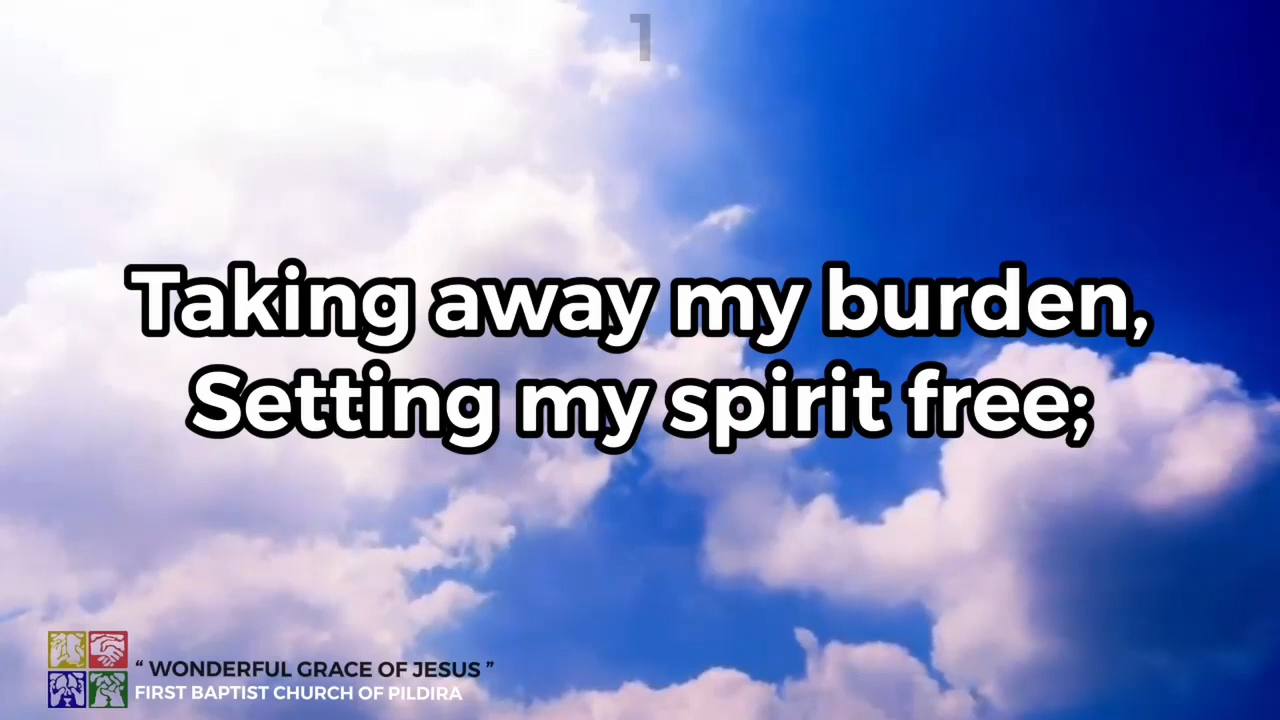 1
Taking away my burden,
Setting my spirit free;
“ WONDERFUL GRACE OF JESUS ”
FIRST BAPTIST CHURCH OF PILDIRA